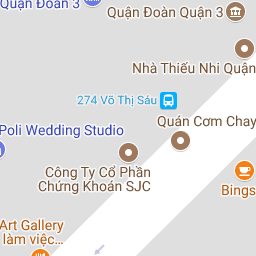 Quận Đoàn 3
Quận Đoàn Quận 3
Nhà Thiếu Nhi Quận
274 Võ Thị Sáu
Poli Wedding Studio
Quán Cơm Chay
Công Ty Cổ Phần
Chứng Khoán SJC
Bings
Art Gallery
làm việc...